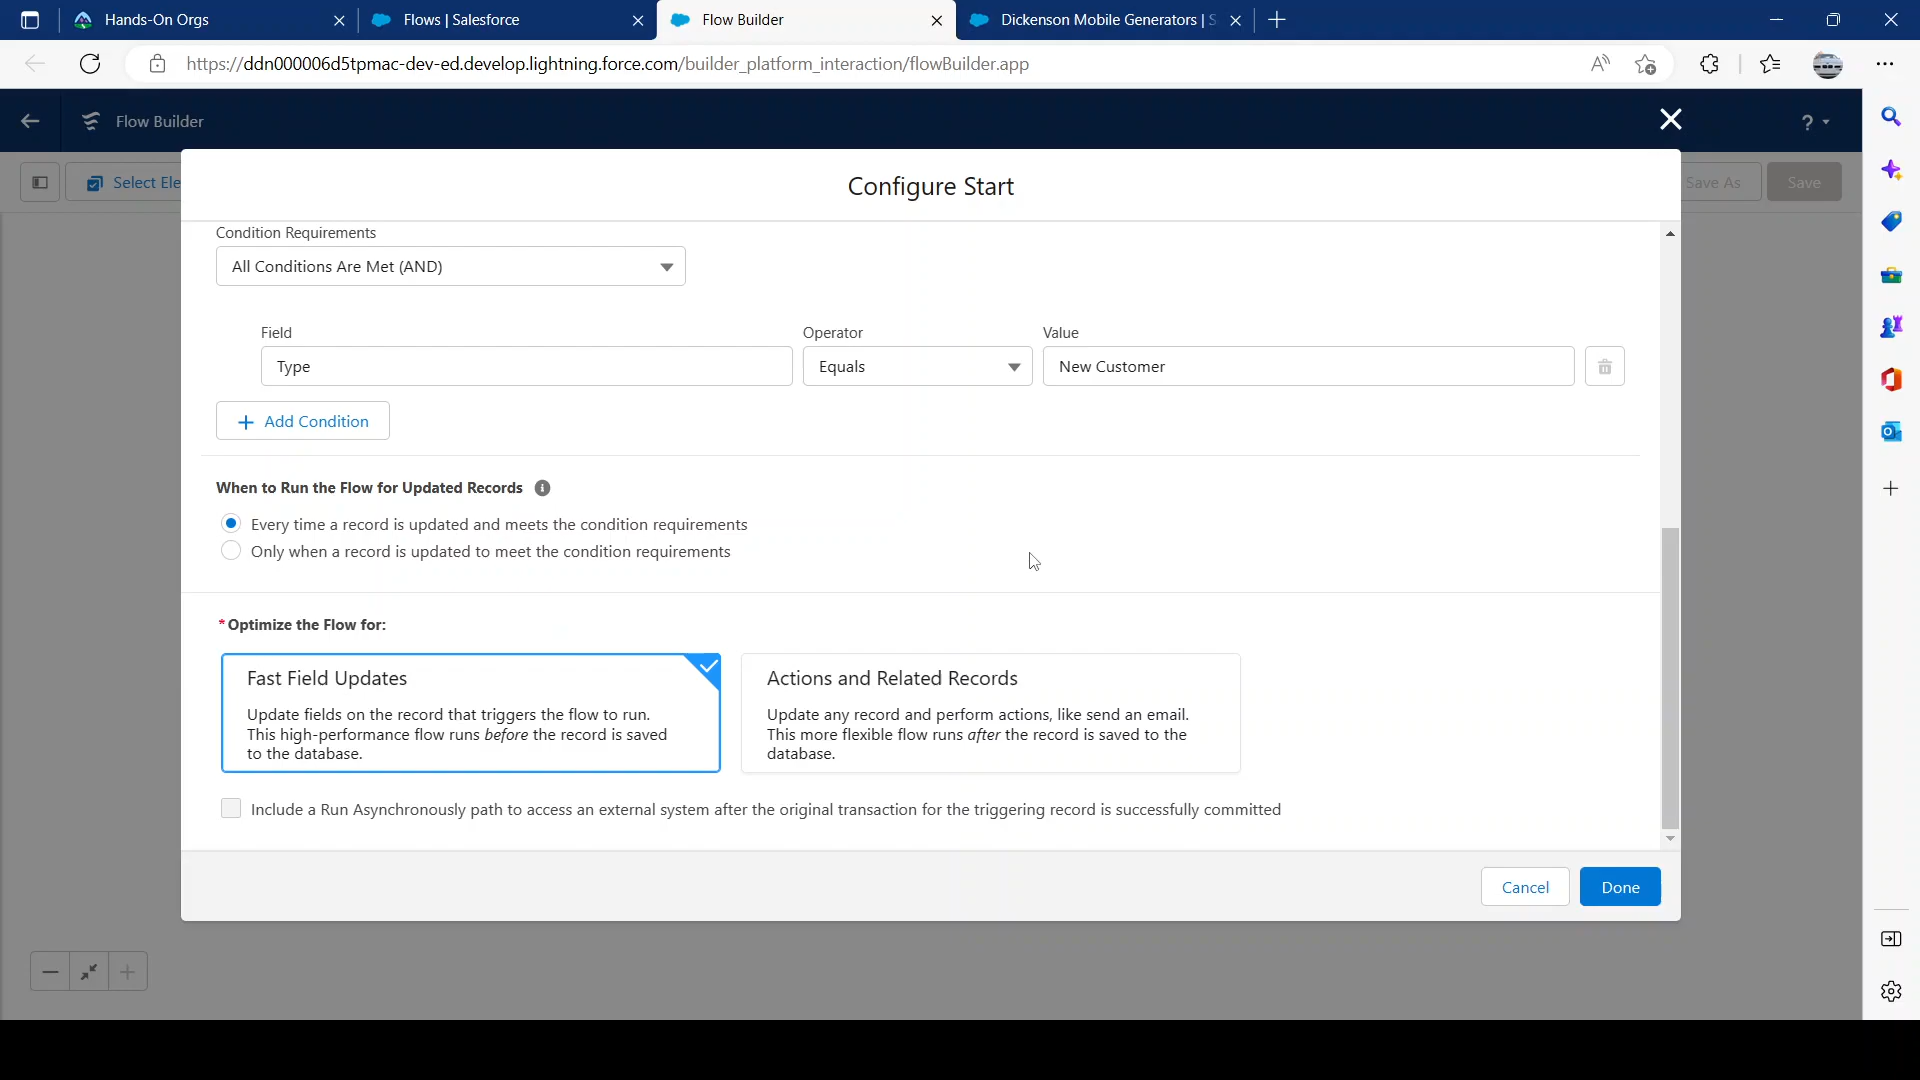 Hands-On Orgs
Flows | Salesforce
Flow Builder
Dickenson Mobile Generators | S
https://ddn000006d5tpmac-dev-ed.develop.lightning.force.com/builder_platform_interaction/flowBuilder.app
Flow Builder
?
Select Ele
Configure Start
Save As
Save
Condition Requirements
All Conditions Are Met (AND)
Field
Operator
Value
Type
Equals
New Customer
+ Add Condition
When to Run the Flow for Updated Records
Every time a record is updated and meets the condition requirements
Only when a record is updated to meet the condition requirements
*Optimize the Flow for:
Fast Field Updates
Update fields on the record that triggers the flow to run.
This high-performance flow runs before the record is saved
to the database.
Actions and Related Records
Update any record and perform actions, like send an email.
This more flexible flow runs after the record is saved to the
database.
Include a Run Asynchronously path to access an external system after the original transaction for the triggering record is successfully committed
Cancel
Done